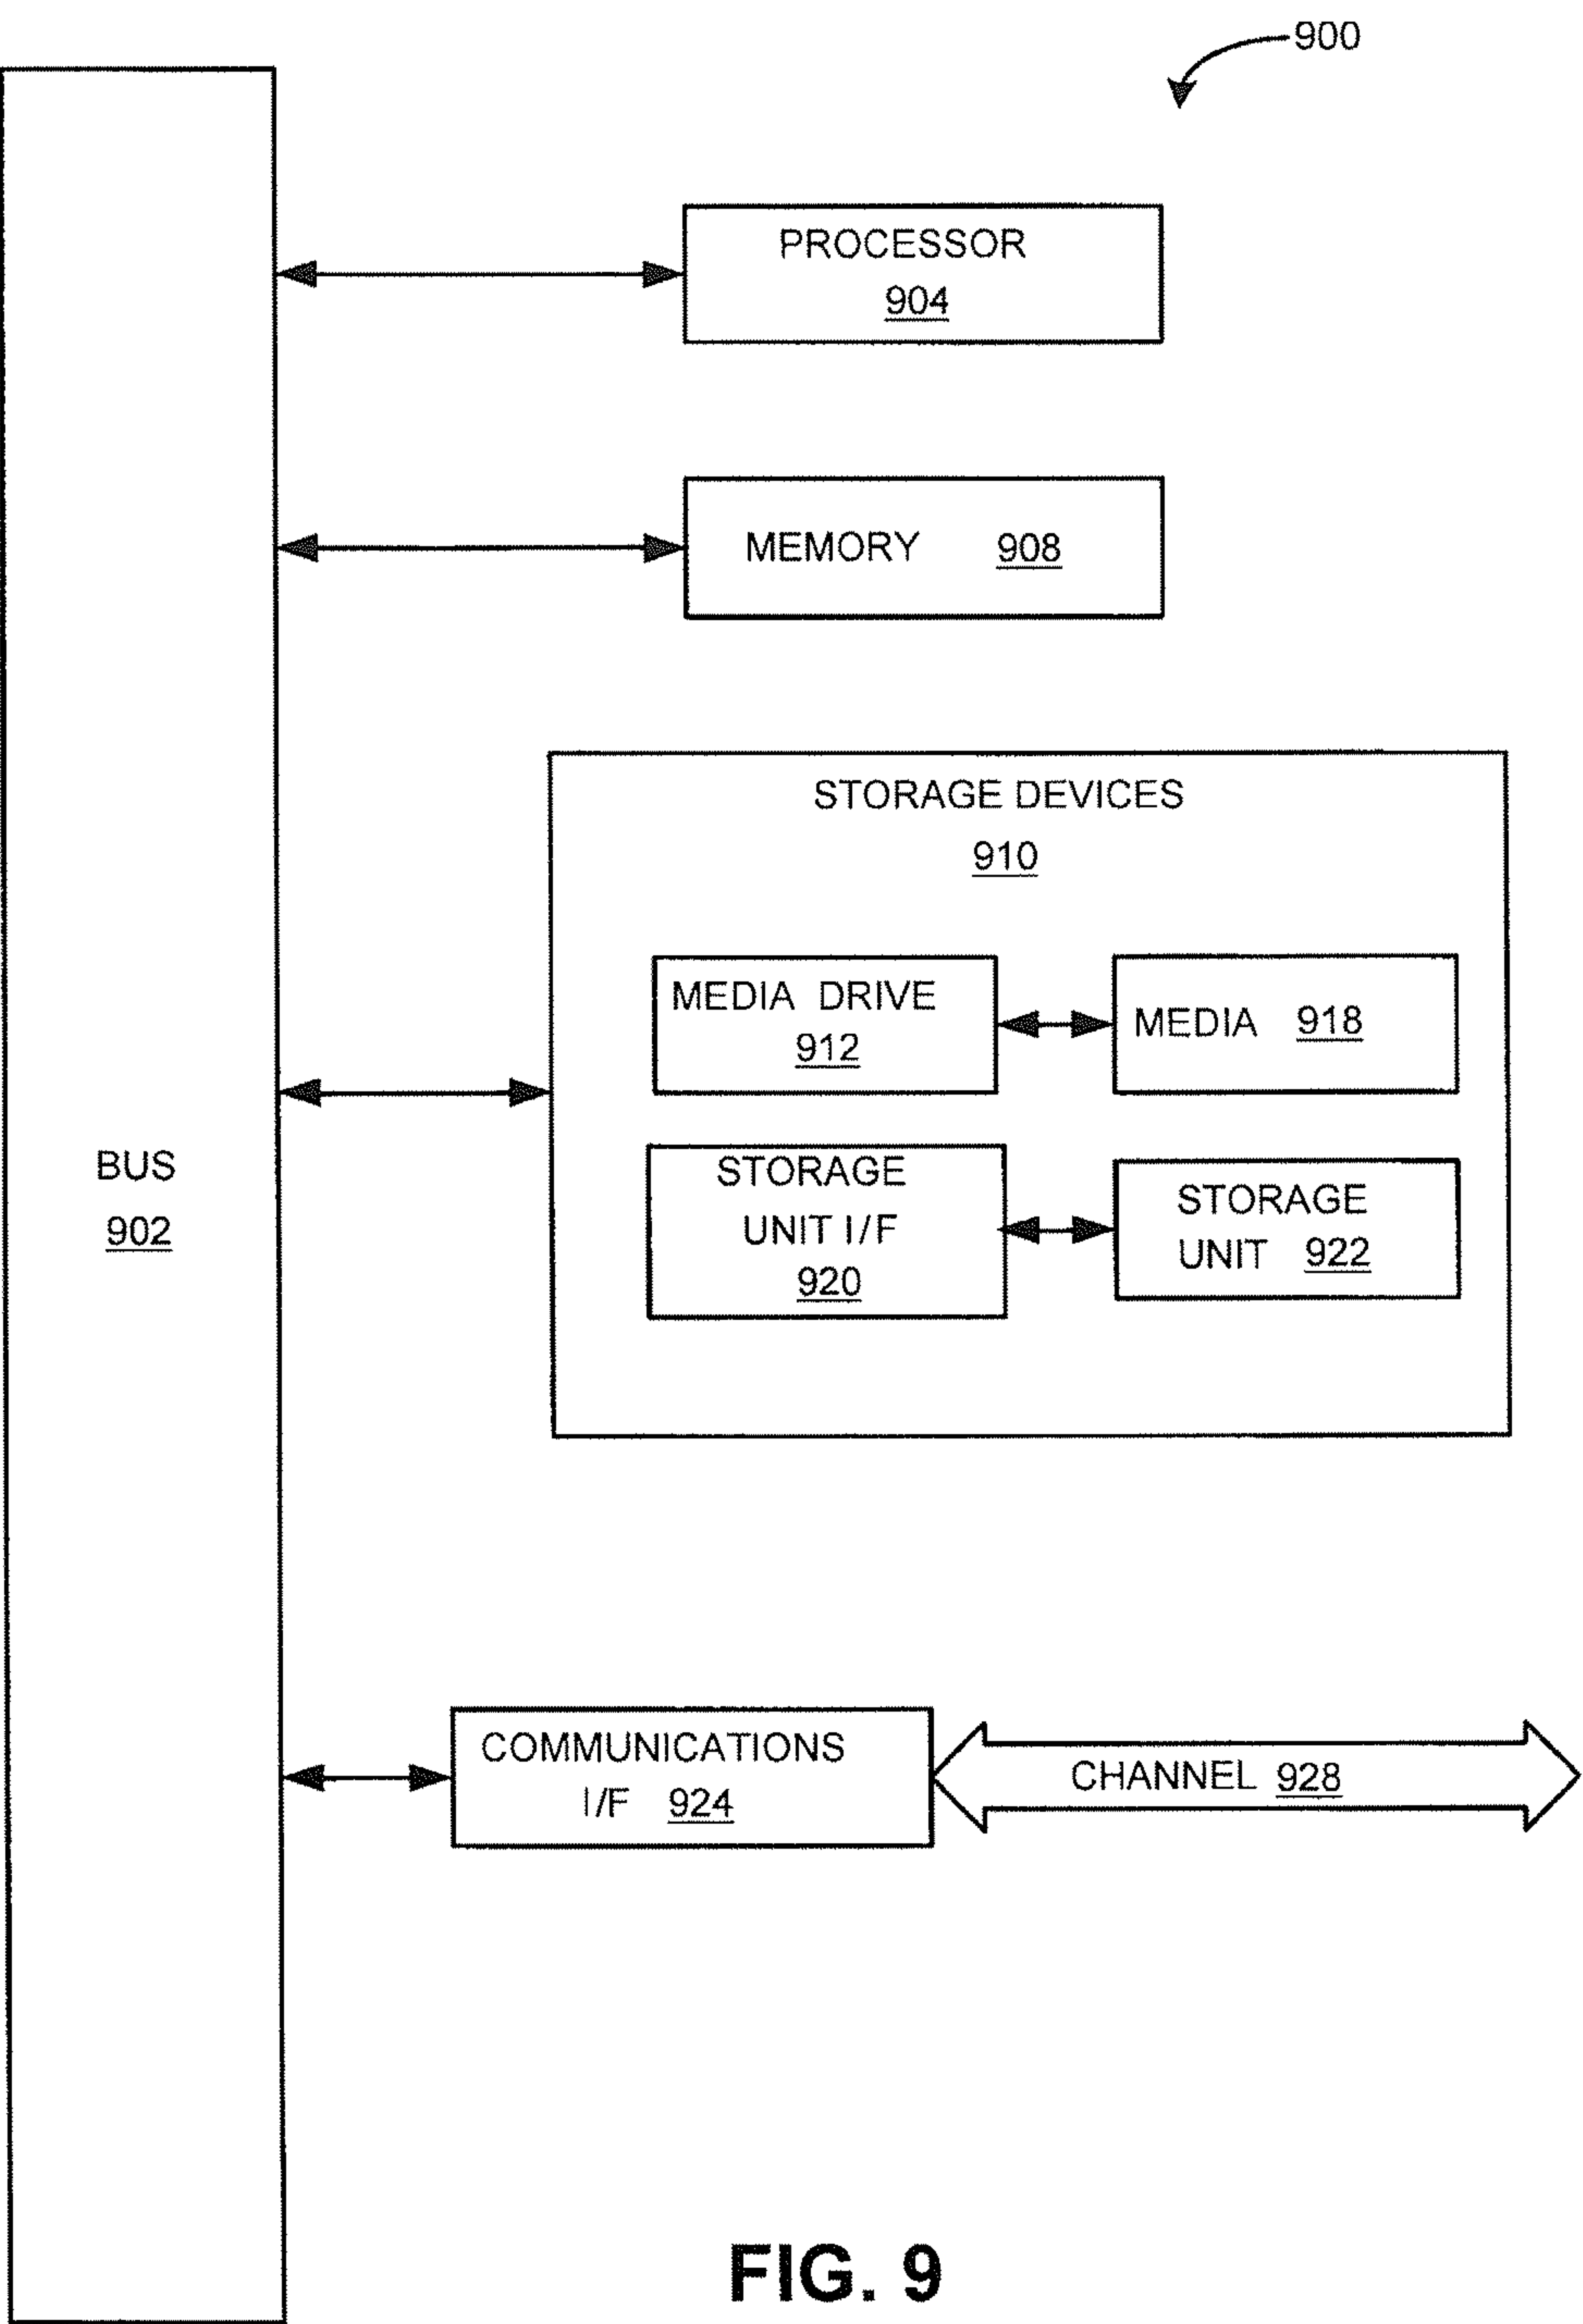 900
PROCESSOR
904
MEMORY 908
STORAGE DEVICES
910
MEDIA DRIVE
912
MEDIA 918
STORAGE
UNIT I/F
920
STORAGE
UNIT 922
BUS
902
COMMUNICATIONS
I/F 924
CHANNEL 928
FIG. 9